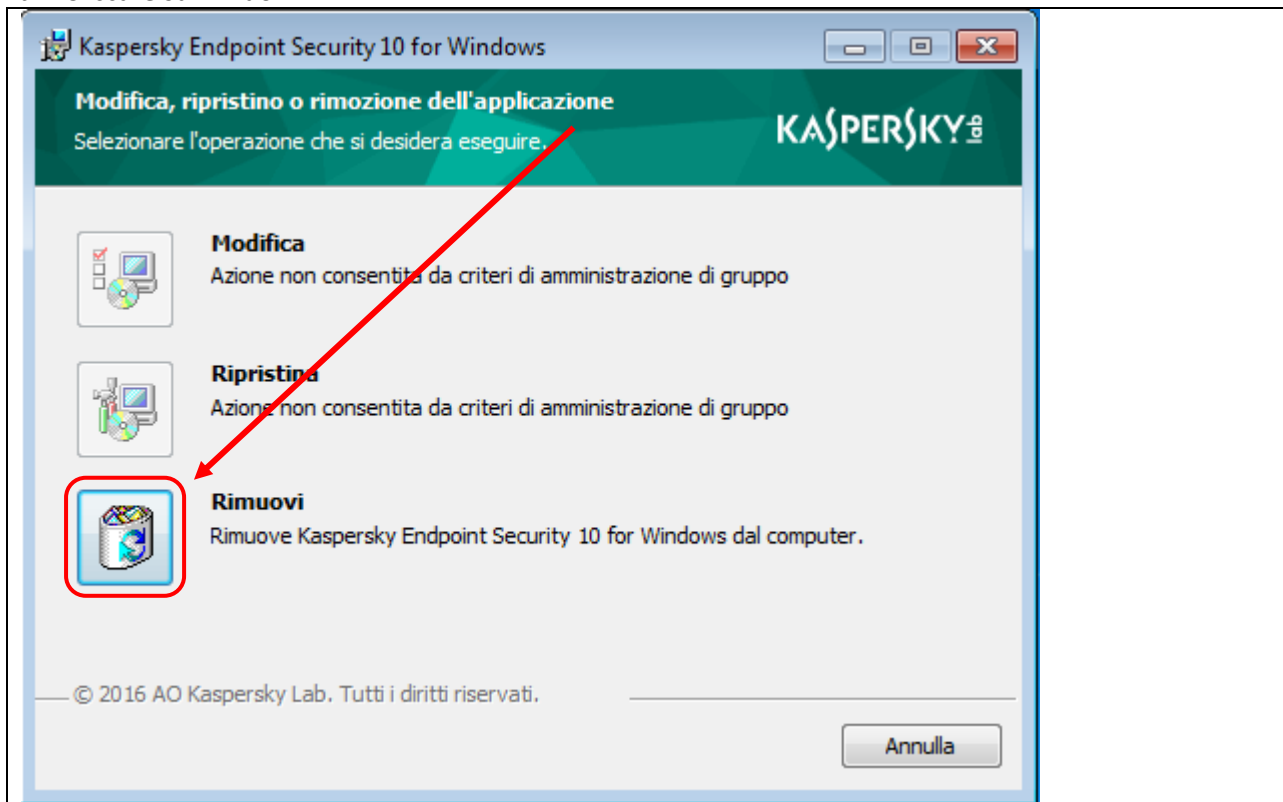 Kaspersky Endpoint Security 10 for Windows
Modifica, ripristino o rimozione dell'applicazione
Selezionare l'operazione che si desidera eseguire.
KASPERSKY lab
Modifica
Azione non consentita da criteri di amministrazione di gruppo
Ripristina
Azione non consentita da criteri di amministrazione di gruppo
Rimuovi
Rimuove Kaspersky Endpoint Security 10 for Windows dal computer.
© 2016 AO Kaspersky Lab. Tutti i diritti riservati.
Annulla